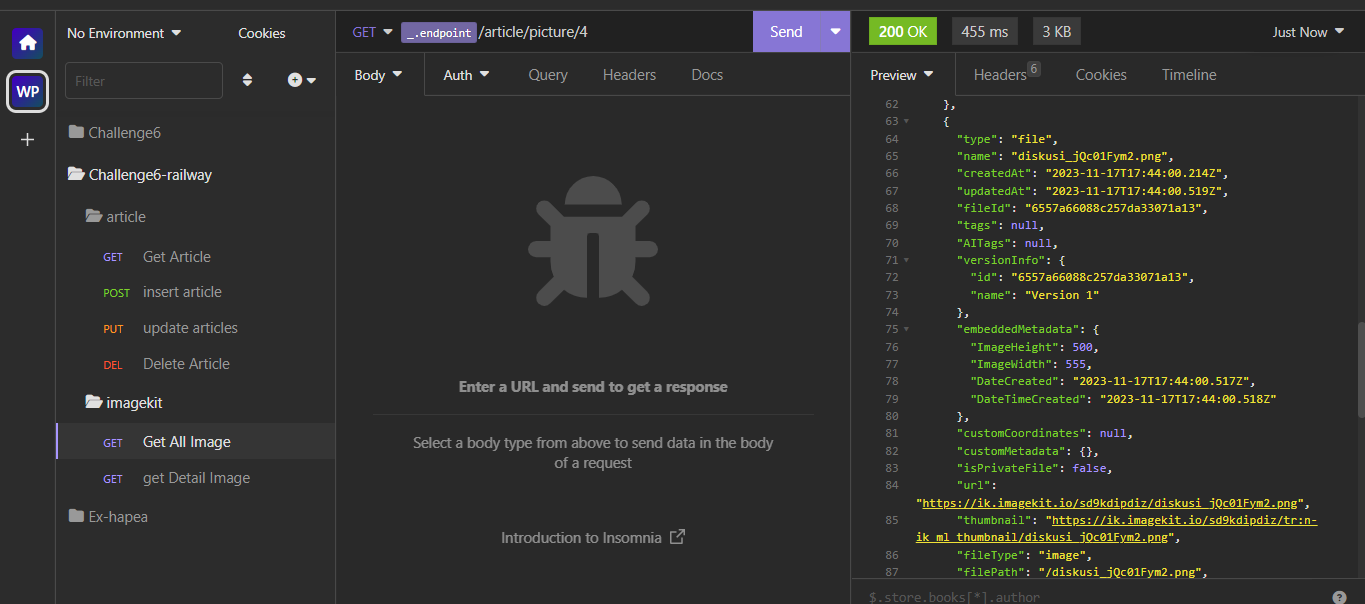 WP
No Environment
Cookies
Filter
Challenge6
Challenge6-railway
article
GET Get Article
POST insert article
PUT update articles
DEL Delete Article
imagekit
GET Get All Image
GET get Detail Image
Ex-hapea
GET _.endpoint/article/picture/4
Send
Body
Auth
Query
Headers
Docs
Enter a URL and send to get a response
Select a body type from above to send data in the body
of a request
Introduction to Insomnia
200 OK
455 ms
3 KB
Just Now
Preview
Headers 6
Cookies
Timeline
62 },
63 {
64 "type": "file",
65 "name": "diskusi_jQc01Fym2.png",
66 "createdAt": "2023-11-17T17:44:00.214Z",
67 "updatedAt": "2023-11-17T17:44:00.519Z",
68 "fileId": "6557a66088c257da33071a13",
69 "tags": null,
70 "AITags": null,
71 "versionInfo": {
72 "id": "6557a66088c257da33071a13",
73 "name": "Version 1"
74 },
75 "embeddedMetadata": {
76 "ImageHeight": 500,
77 "ImageWidth": 555,
78 "DateCreated": "2023-11-17T17:44:00.517Z",
79 "DateTimeCreated": "2023-11-17T17:44:00.518Z"
80 },
81 "customCoordinates": null,
82 "customMetadata": {},
83 "isPrivateFile": false,
84 "url":
"https://ik.imagekit.io/sd9kdipdiz/diskusi_jQc01Fym2.png",
85 "thumbnail": "https://ik.imagekit.io/sd9kdipdiz/tr:n-
ik_ml_thumbnail/diskusi_jQc01Fym2.png",
86 "fileType": "image",
87 "filePath": "/diskusi_jQc01Fym2.png",
$.store.books[*].author
?